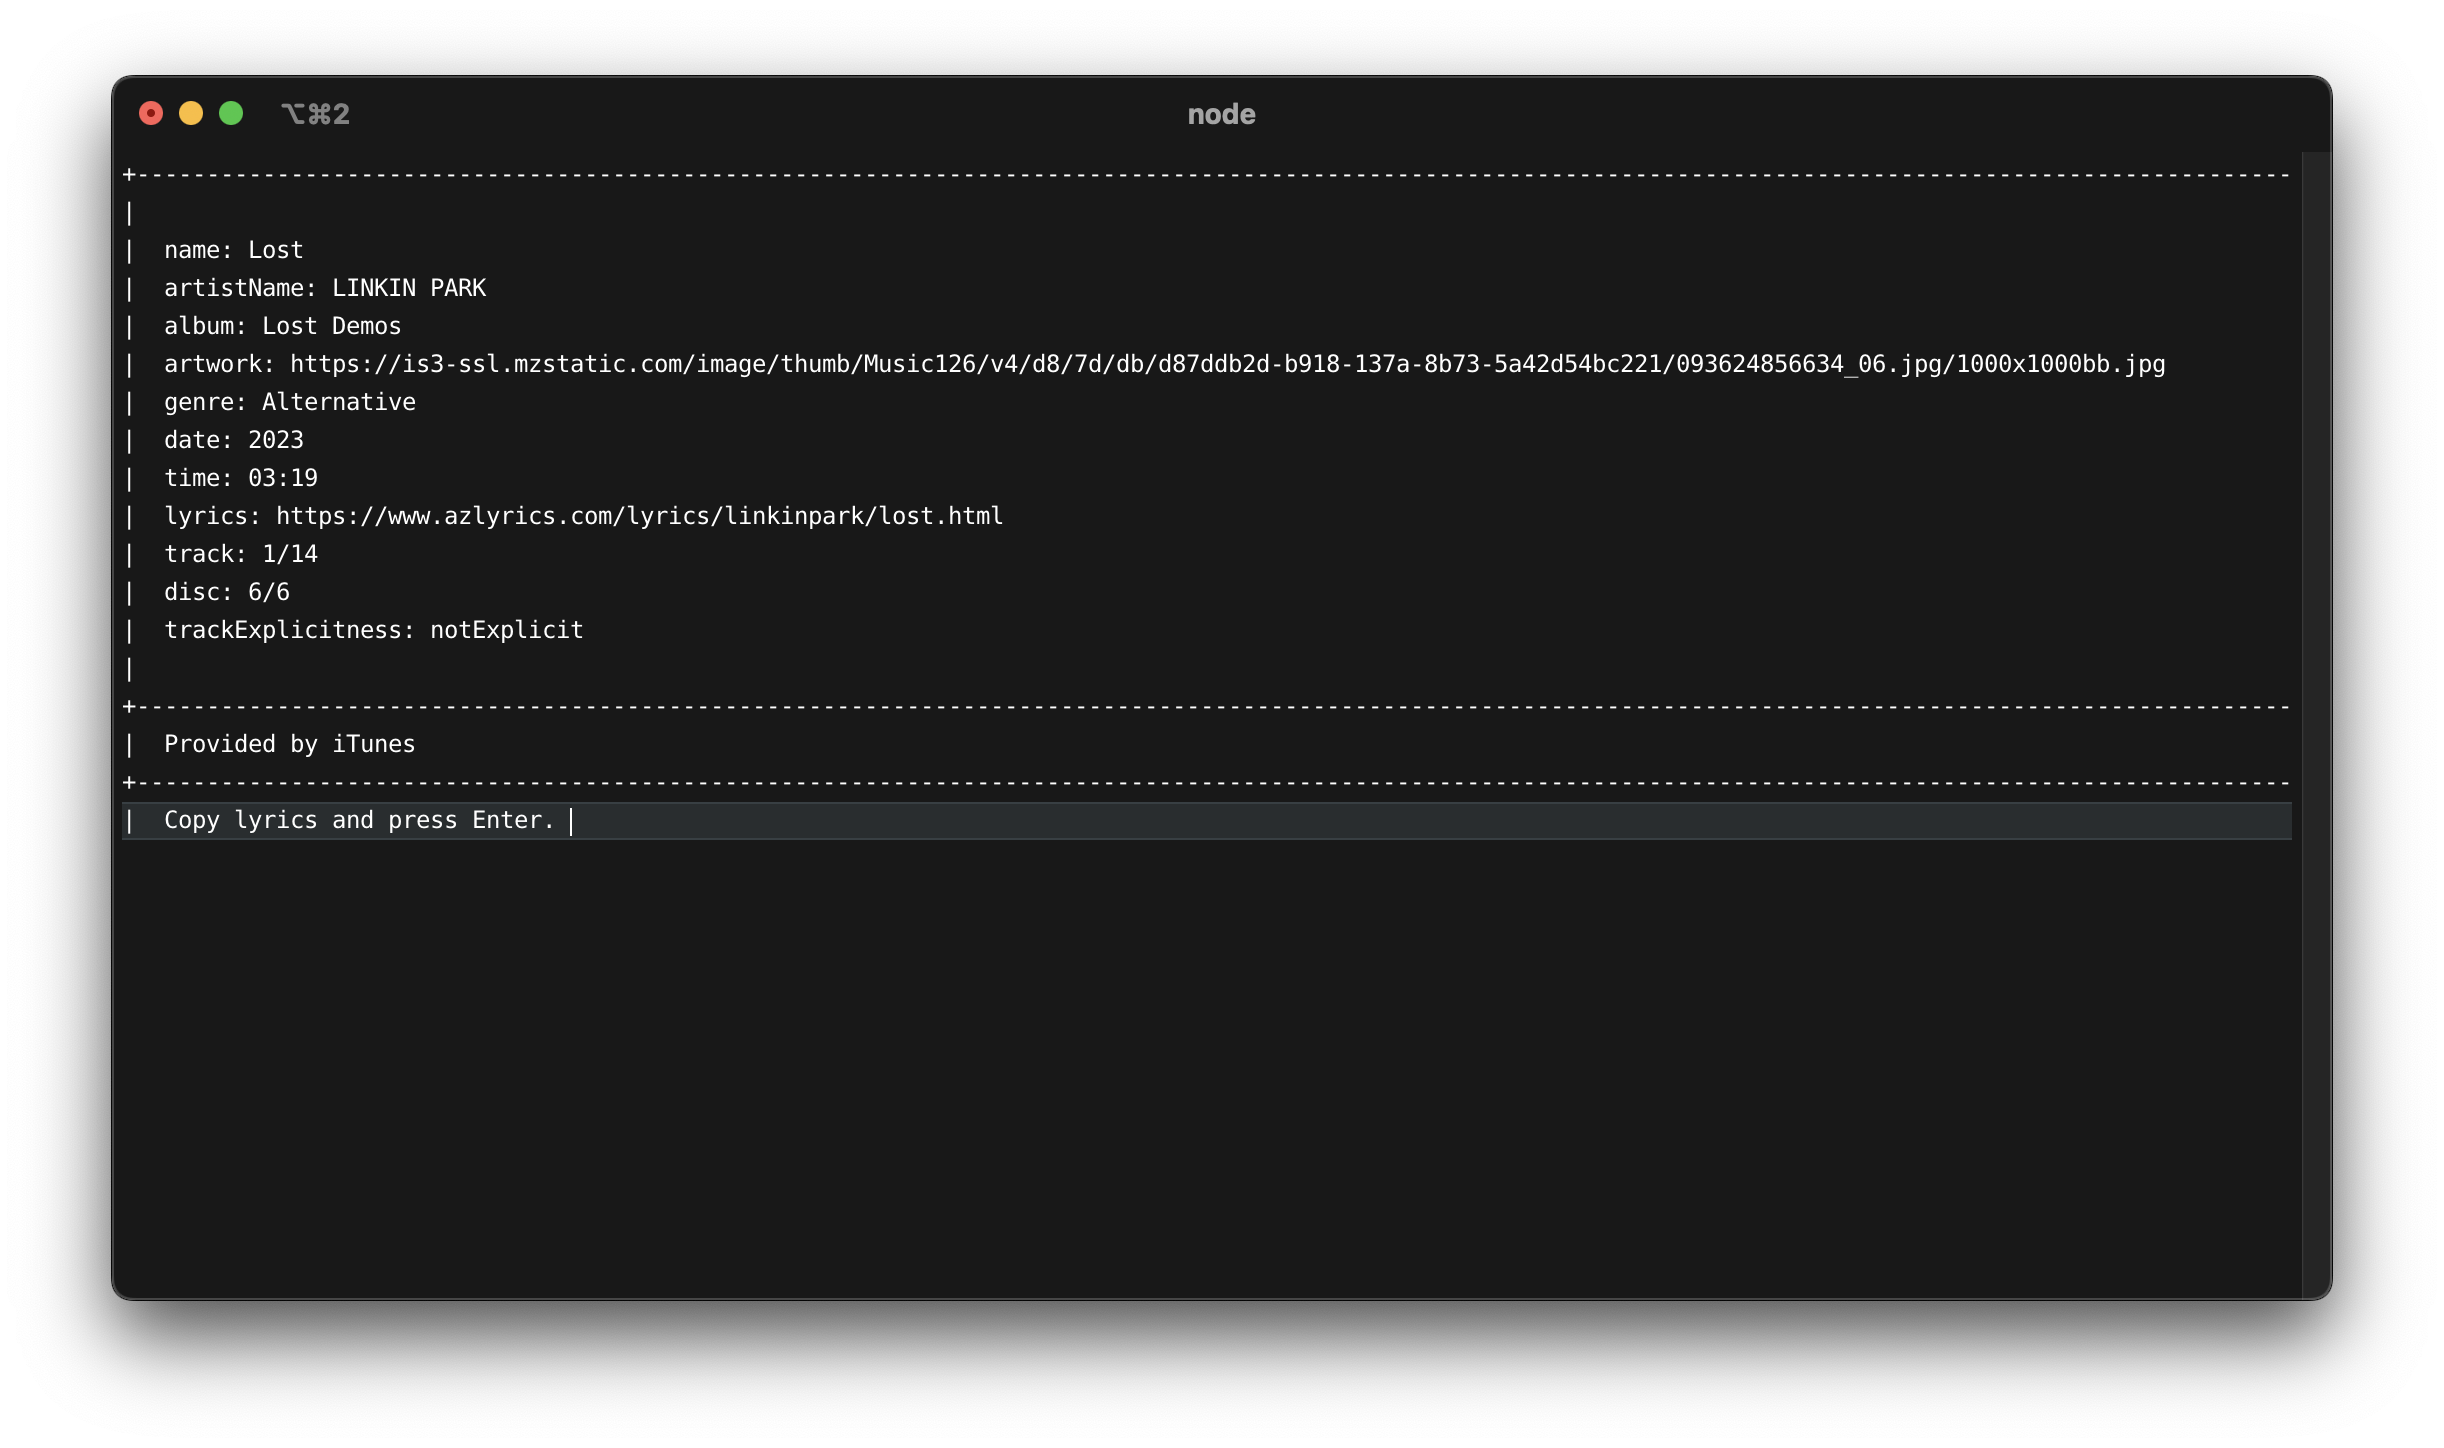 ⌥⌘2 node
+----------------------------------------------------------------------------------------------------------------------------------------------------------
|
|  name: Lost
|  artistName: LINKIN PARK
|  album: Lost Demos
|  artwork: https://is3-ssl.mzstatic.com/image/thumb/Music126/v4/d8/7d/db/d87ddb2d-b918-137a-8b73-5a42d54bc221/093624856634_06.jpg/1000x1000bb.jpg
|  genre: Alternative
|  date: 2023
|  time: 03:19
|  lyrics: https://www.azlyrics.com/lyrics/linkinpark/lost.html
|  track: 1/14
|  disc: 6/6
|  trackExplicitness: notExplicit
|
+----------------------------------------------------------------------------------------------------------------------------------------------------------
|  Provided by iTunes
+----------------------------------------------------------------------------------------------------------------------------------------------------------
|  Copy lyrics and press Enter.